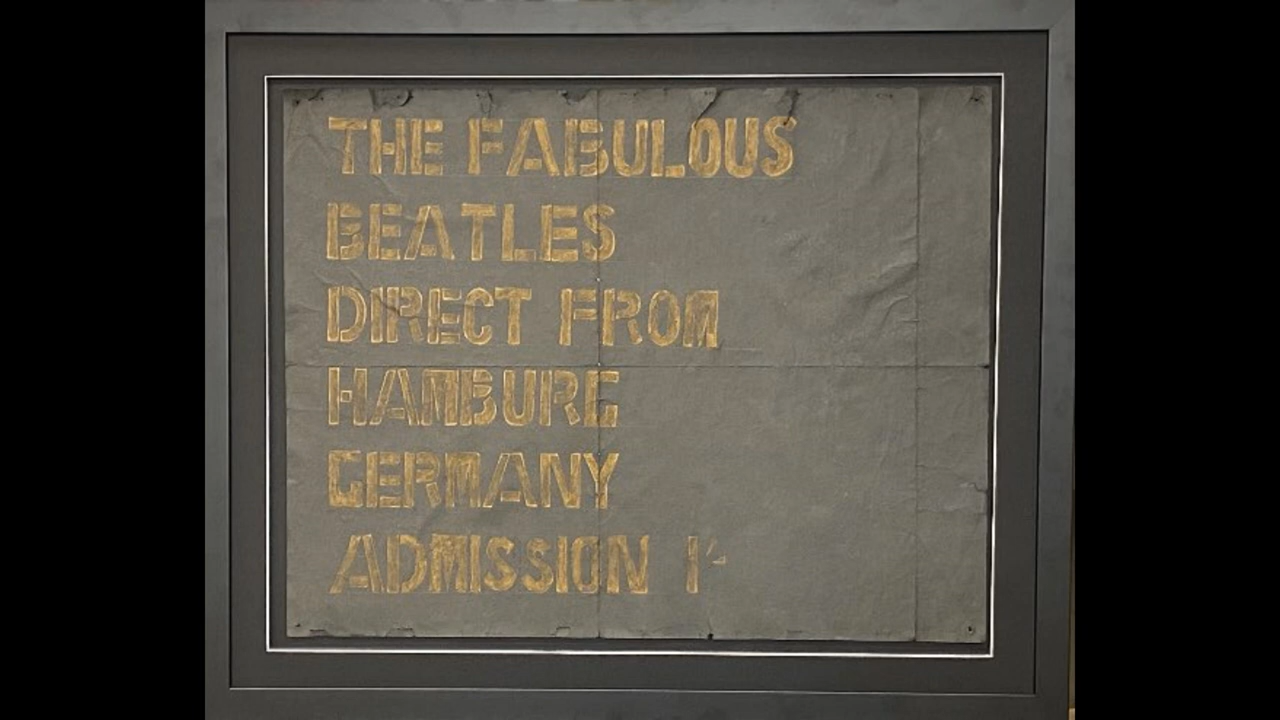 THE FABULOUS
BEATLES
DIRECT FROM
HAMBURG
GERMANY
ADMISSION 1'-